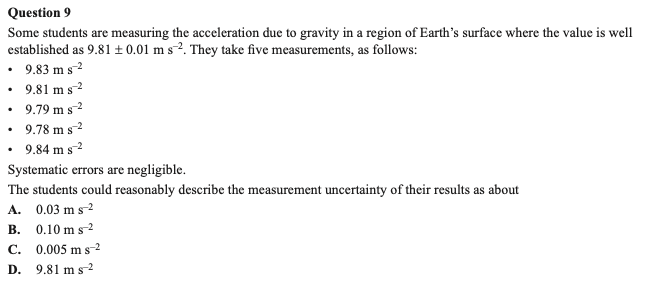 Question 9
Some students are measuring the acceleration due to gravity in a region of Earth's surface where the value is well
established as 9.81 ± 0.01 m s⁻². They take five measurements, as follows:
• 9.83 m s⁻²
• 9.81 m s⁻²
• 9.79 m s⁻²
• 9.78 m s⁻²
• 9.84 m s⁻²
Systematic errors are negligible.
The students could reasonably describe the measurement uncertainty of their results as about
A. 0.03 m s⁻²
B. 0.10 m s⁻²
C. 0.005 m s⁻²
D. 9.81 m s⁻²